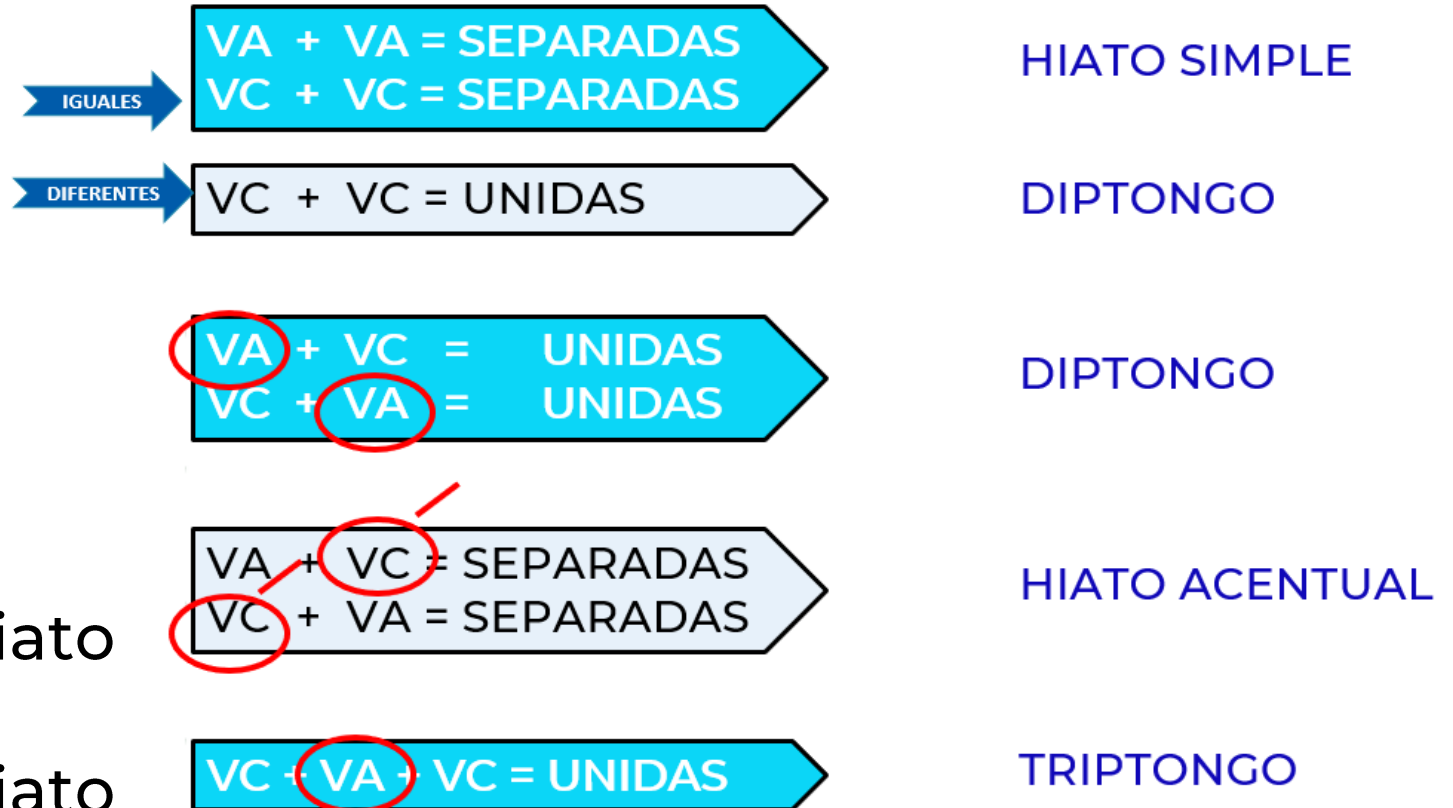 VA + VA = SEPARADAS
HIATO SIMPLE
IGUALES
VC + VC = SEPARADAS
DIFERENTES
VC + VC = UNIDAS
DIPTONGO
VA + VC = UNIDAS
DIPTONGO
VC + VA = UNIDAS
VA + VC = SEPARADAS
HIATO ACENTUAL
iato
VC + VA = SEPARADAS
iato
VC + VA + VC = UNIDAS
TRIPTONGO